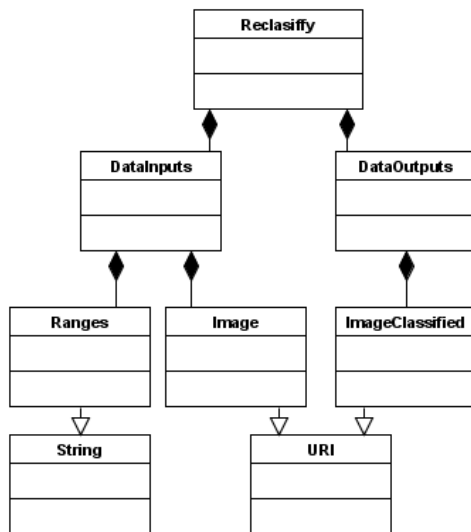 Reclasiffy
DataInputs
DataOutputs
Ranges
Image
ImageClassified
String
URI